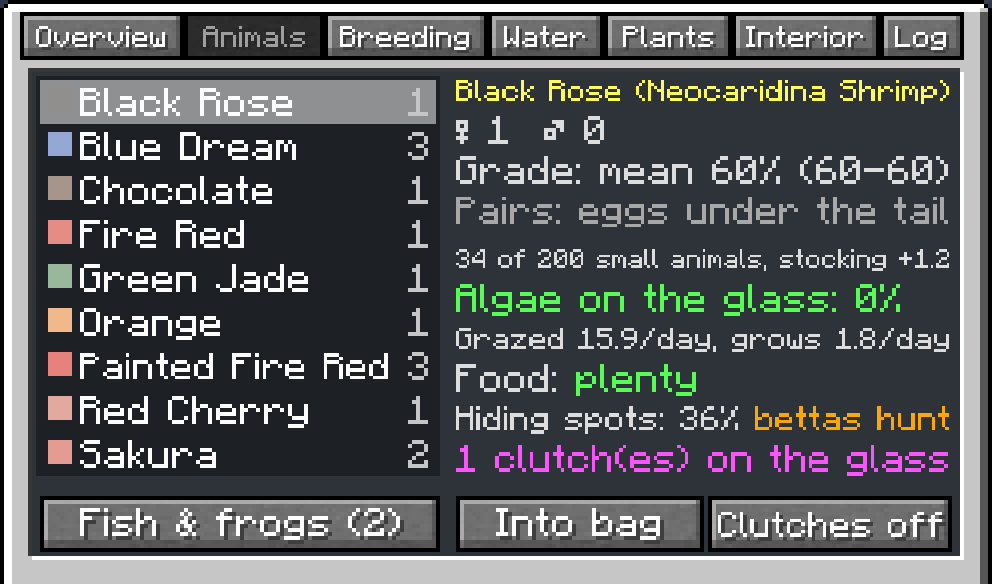 Overview Animals Breeding Water Plants Interior Log
Black Rose 1
Blue Dream 3
Chocolate 1
Fire Red 1
Green Jade 1
Orange 1
Painted Fire Red 3
Red Cherry 1
Sakura 2
Fish & frogs (2)
Black Rose (Neocaridina Shrimp)
♀ 1 ♂ 0
Grade: mean 60% (60-60)
Pairs: eggs under the tail
34 of 200 small animals, stocking +1.2
Algae on the glass: 0%
Grazed 15.9/day, grows 1.8/day
Food: plenty
Hiding spots: 36% bettas hunt
1 clutch(es) on the glass
Into bag
Clutches off